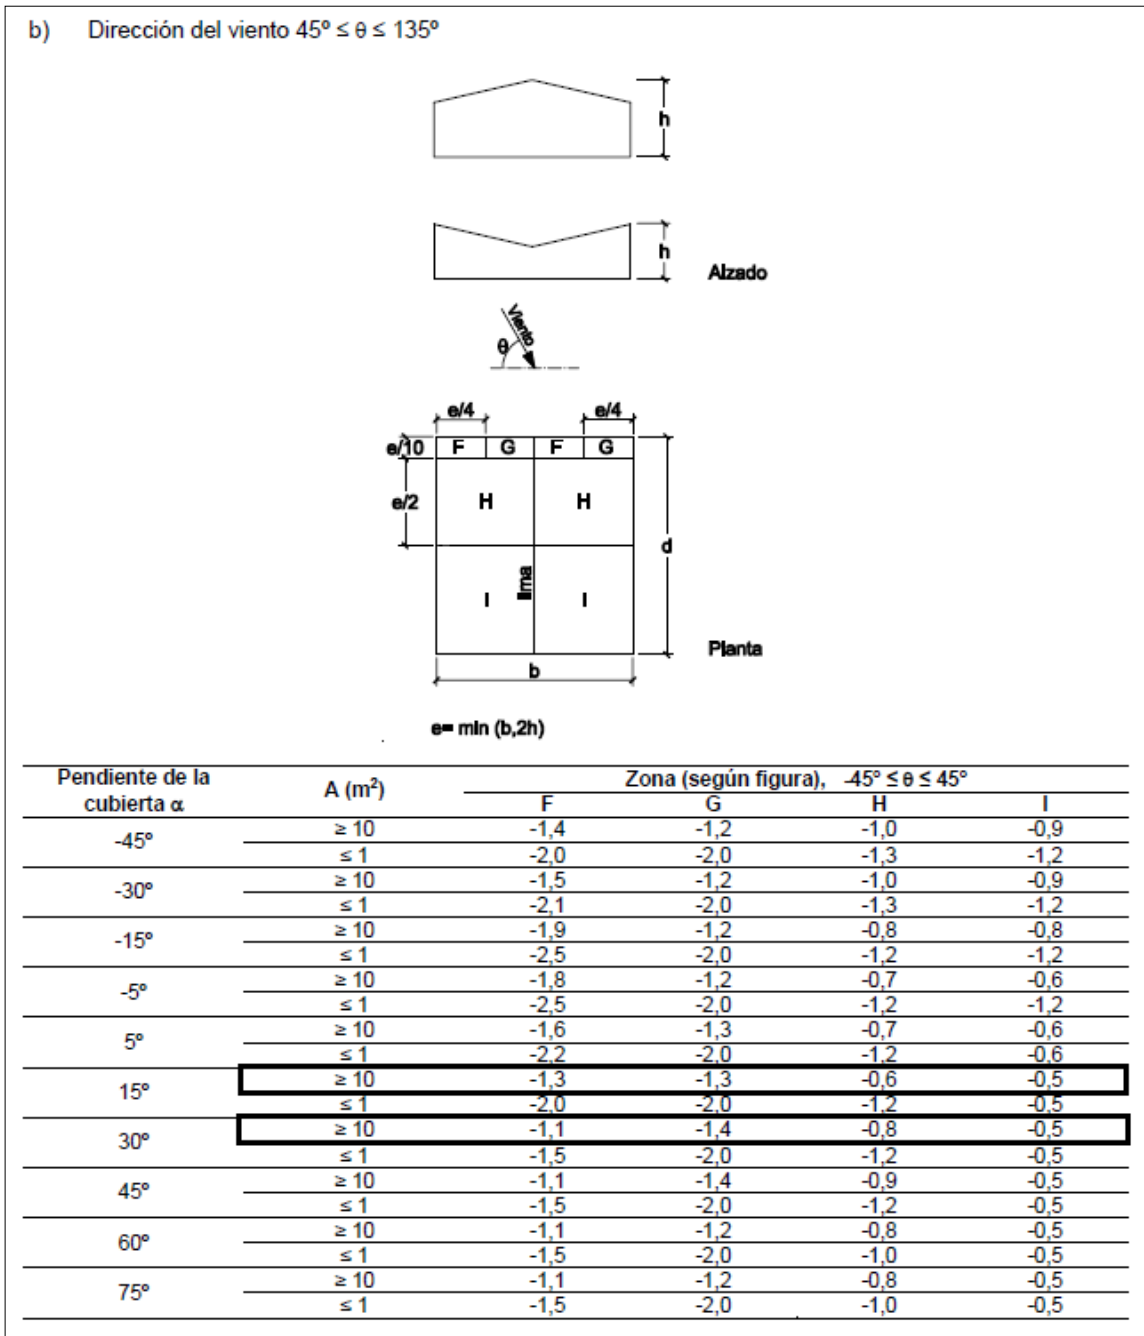 b) Dirección del viento 45º ≤ θ ≤ 135º
h
h
Alzado
Viento
θ
e/4 e/4
e/10 F G F G
e/2 H H
d
lima
I I
Planta
b
e= min (b,2h)
Pendiente de la cubierta α A (m²) Zona (según figura), -45º ≤ θ ≤ 45º
F G H I
-45º ≥ 10 -1,4 -1,2 -1,0 -0,9
≤ 1 -2,0 -2,0 -1,3 -1,2
-30º ≥ 10 -1,5 -1,2 -1,0 -0,9
≤ 1 -2,1 -2,0 -1,3 -1,2
-15º ≥ 10 -1,9 -1,2 -0,8 -0,8
≤ 1 -2,5 -2,0 -1,2 -1,2
-5º ≥ 10 -1,8 -1,2 -0,7 -0,6
≤ 1 -2,5 -2,0 -1,2 -1,2
5º ≥ 10 -1,6 -1,3 -0,7 -0,6
≤ 1 -2,2 -2,0 -1,2 -0,6
15º ≥ 10 -1,3 -1,3 -0,6 -0,5
≤ 1 -2,0 -2,0 -1,2 -0,5
30º ≥ 10 -1,1 -1,4 -0,8 -0,5
≤ 1 -1,5 -2,0 -1,2 -0,5
45º ≥ 10 -1,1 -1,4 -0,9 -0,5
≤ 1 -1,5 -2,0 -1,2 -0,5
60º ≥ 10 -1,1 -1,2 -0,8 -0,5
≤ 1 -1,5 -2,0 -1,0 -0,5
75º ≥ 10 -1,1 -1,2 -0,8 -0,5
≤ 1 -1,5 -2,0 -1,0 -0,5